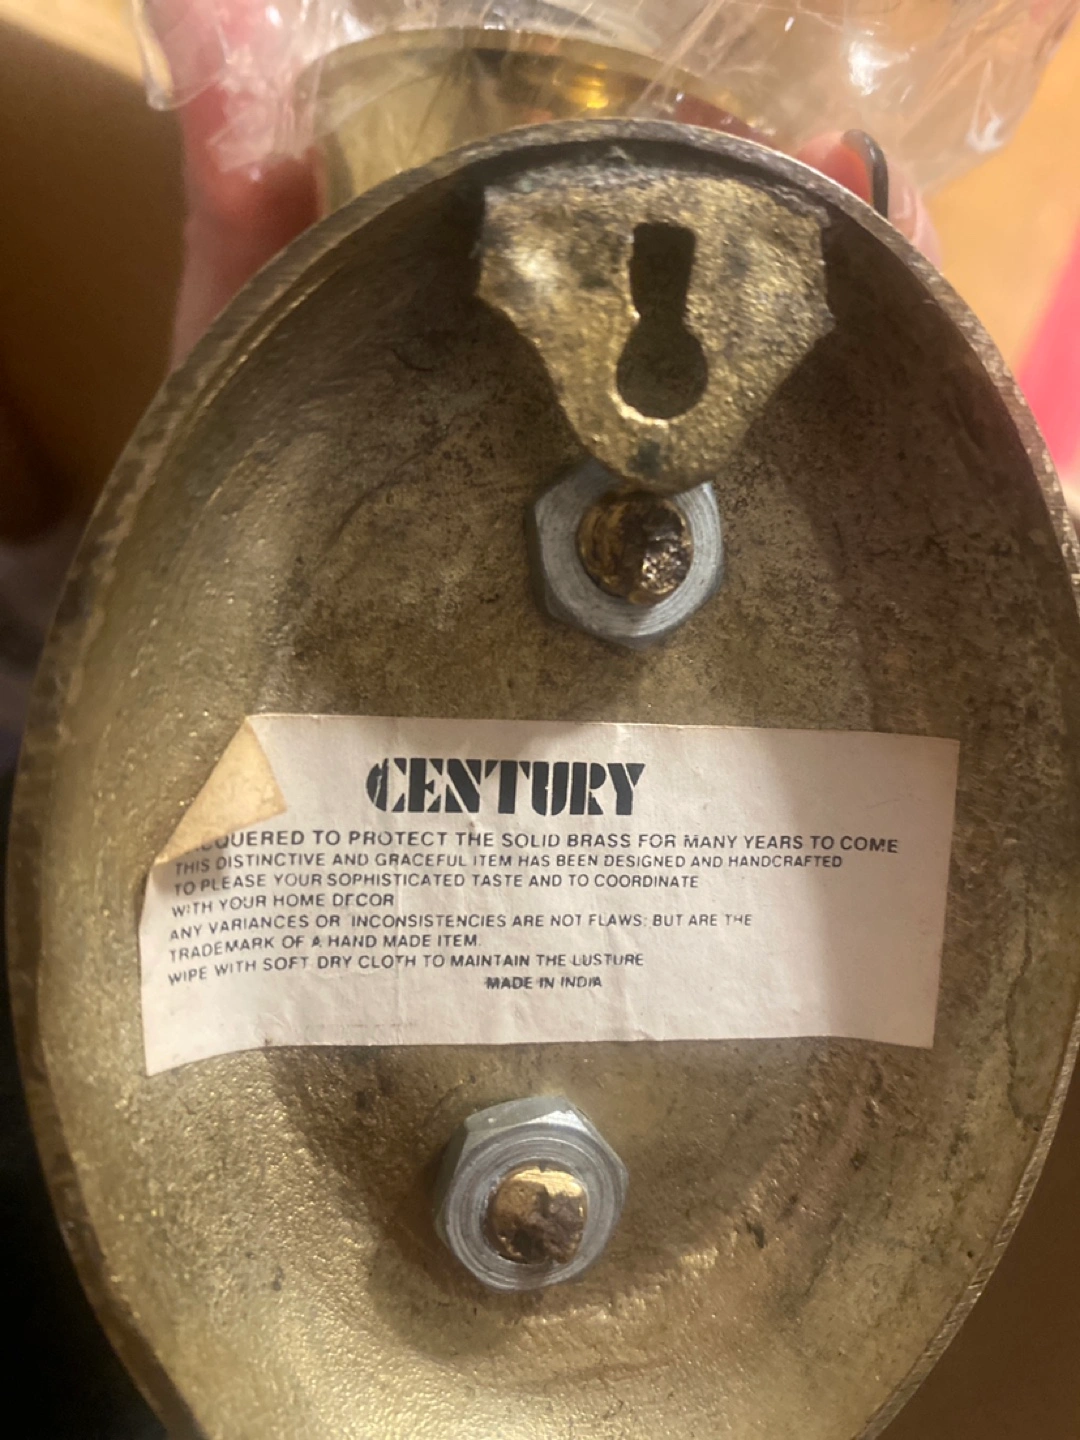 CENTURY
QUERED TO PROTECT THE SOLID BRASS FOR MANY YEARS TO COME
THIS DISTINCTIVE AND GRACEFUL ITEM HAS BEEN DESIGNED AND HANDCRAFTED
TO PLEASE YOUR SOPHISTICATED TASTE AND TO COORDINATE
WITH YOUR HOME DECOR
ANY VARIANCES OR INCONSISTENCIES ARE NOT FLAWS; BUT ARE THE
TRADEMARK OF A HAND MADE ITEM.
WIPE WITH SOFT DRY CLOTH TO MAINTAIN THE LUSTURE
MADE IN INDIA